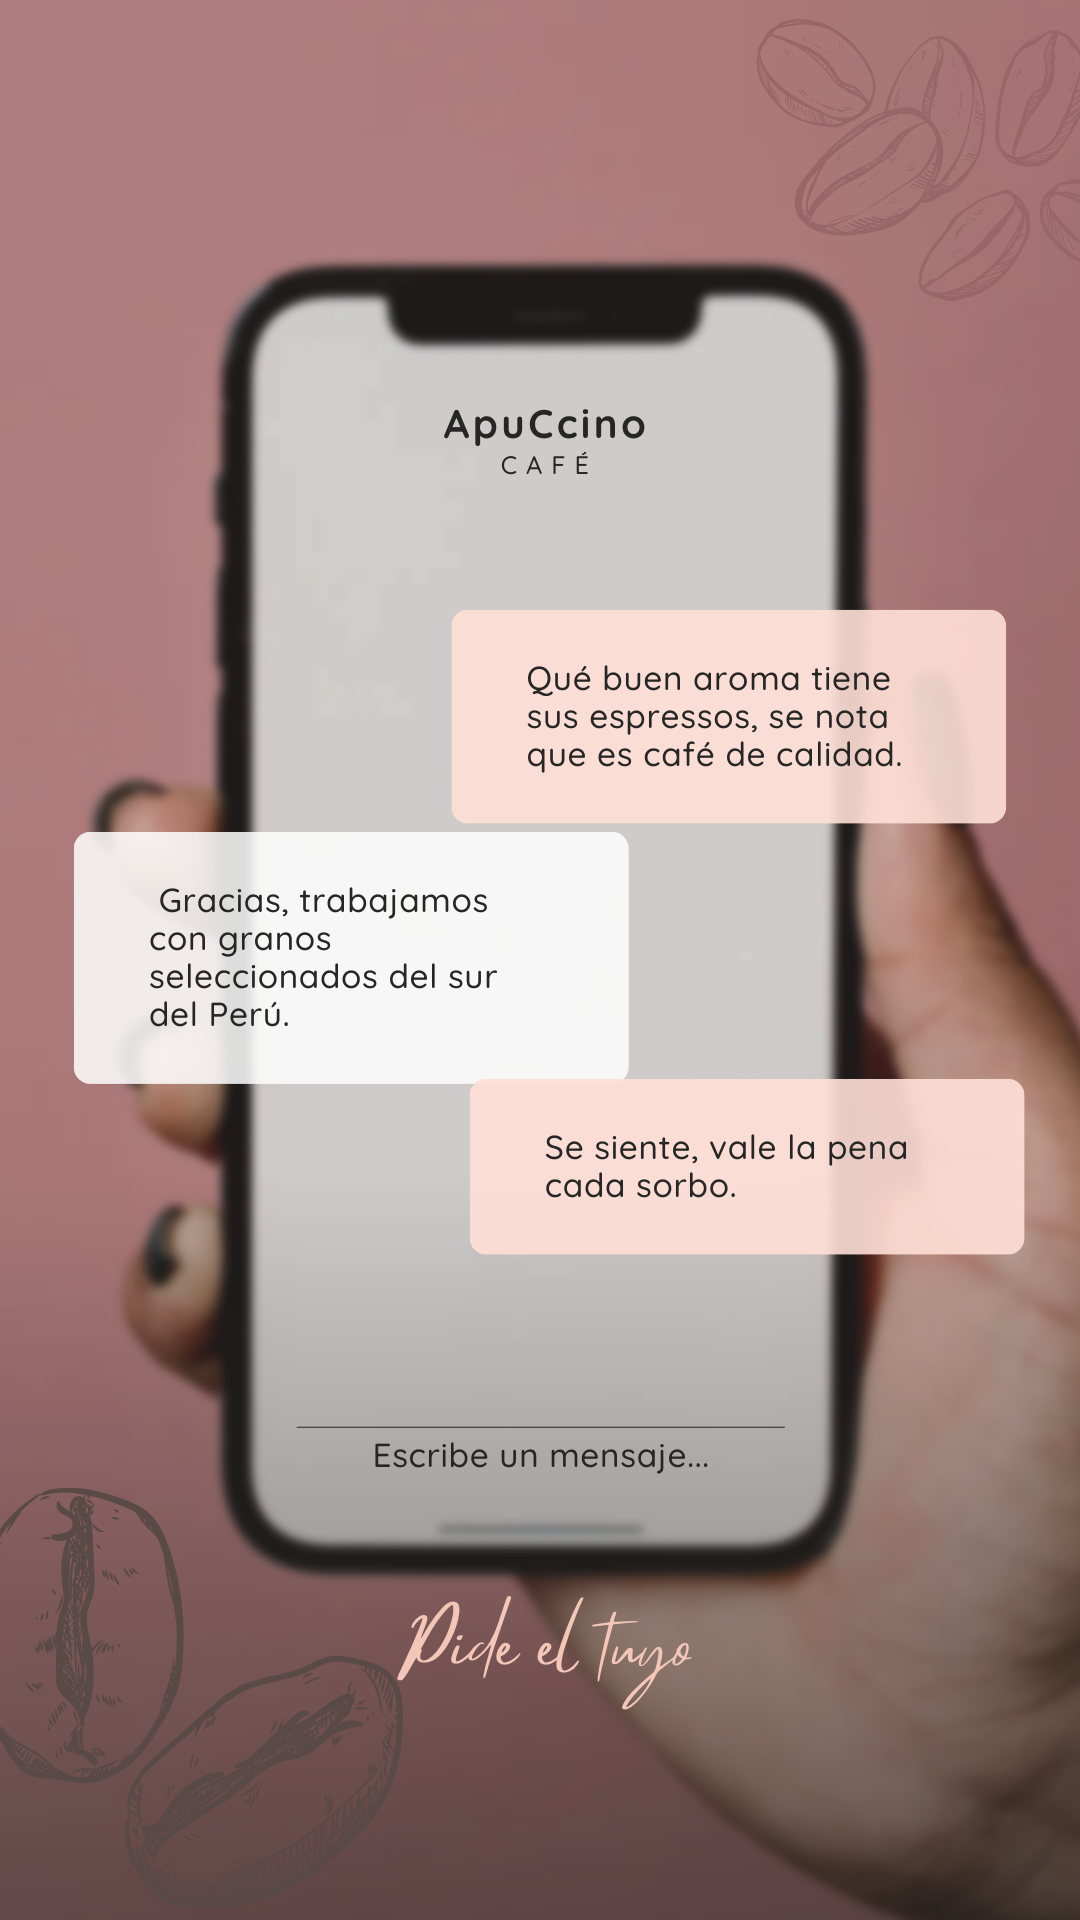 ApuCcino
CAFÉ
Qué buen aroma tiene
sus espressos, se nota
que es café de calidad.
Gracias, trabajamos
con granos
seleccionados del sur
del Perú.
Se siente, vale la pena
cada sorbo.
Escribe un mensaje...
Pide el tuyo